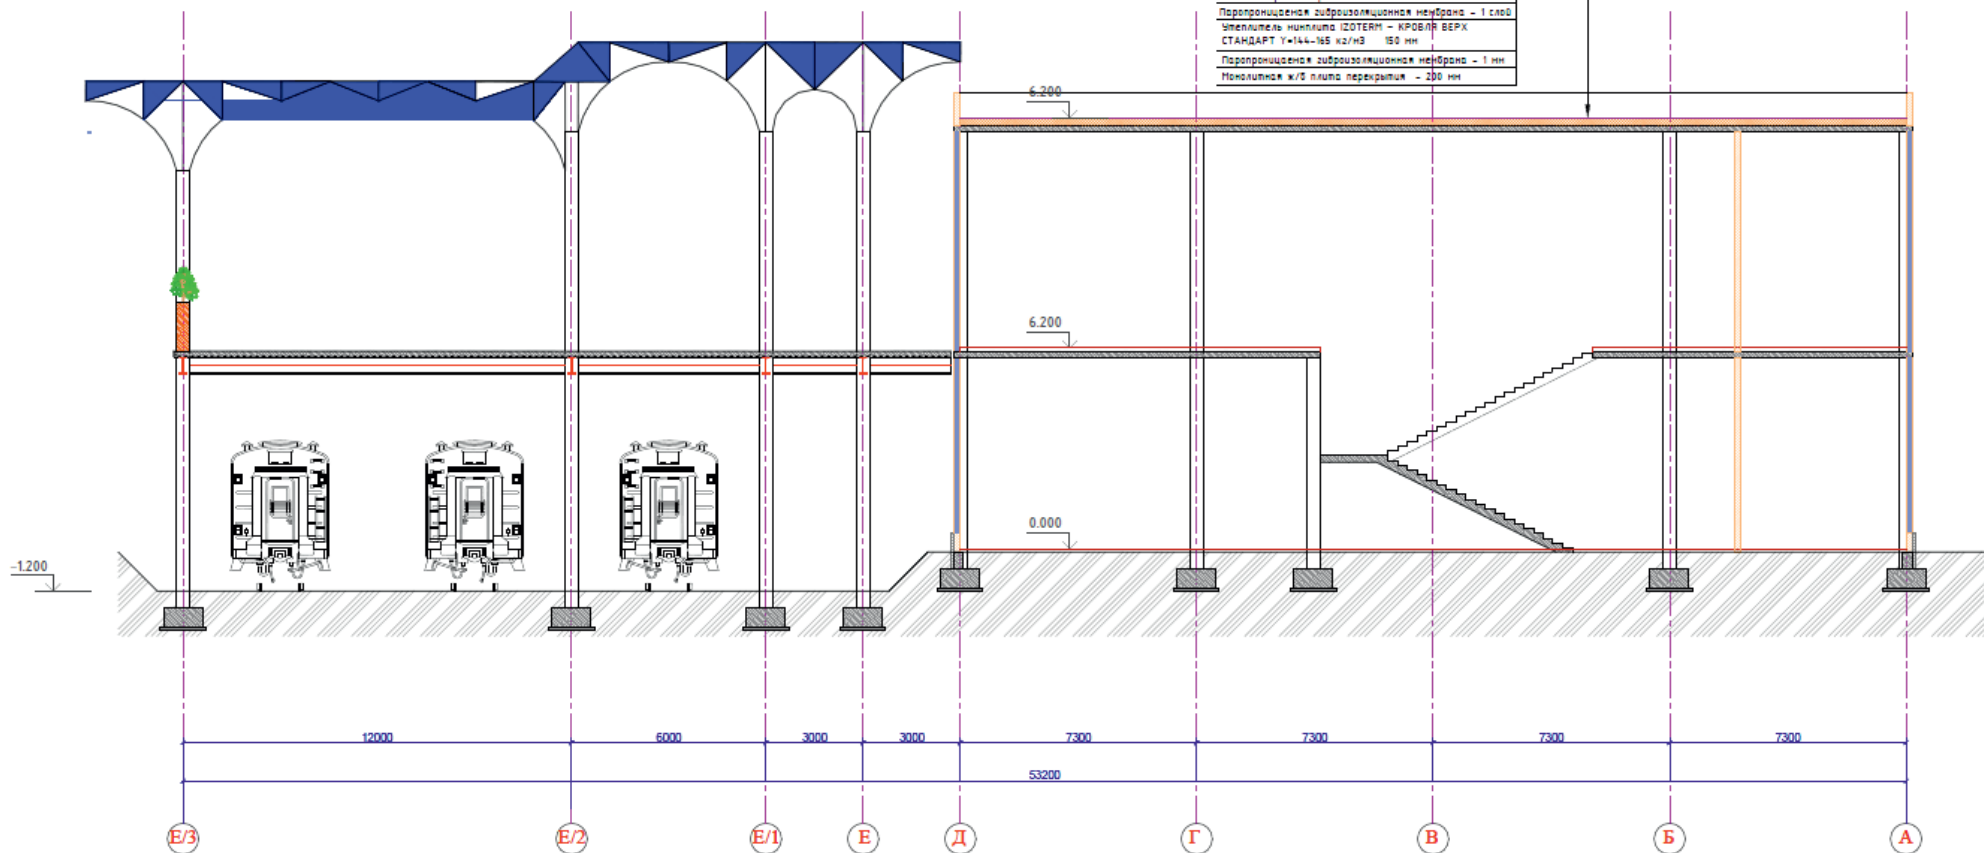 Паропроницаемая гидроизоляционная мембрана - 1 слой
Утеплитель минплита IZOTERM - КРОВЛЯ ВЕРХ
СТАНДАРТ Y=144-165 кг/м3 150 мм
Паропроницаемая гидроизоляционная мембрана - 1 мм
Монолитная ж/б плита перекрытия - 200 мм
6.200
6.200
0.000
-1.200
12000 6000 3000 3000 7300 7300 7300 7300
53200
Е/3 Е/2 Е/1 Е Д Г В Б А